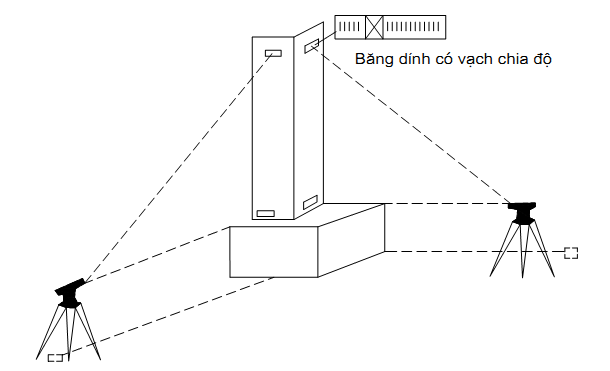 Băng dính có vạch chia độ